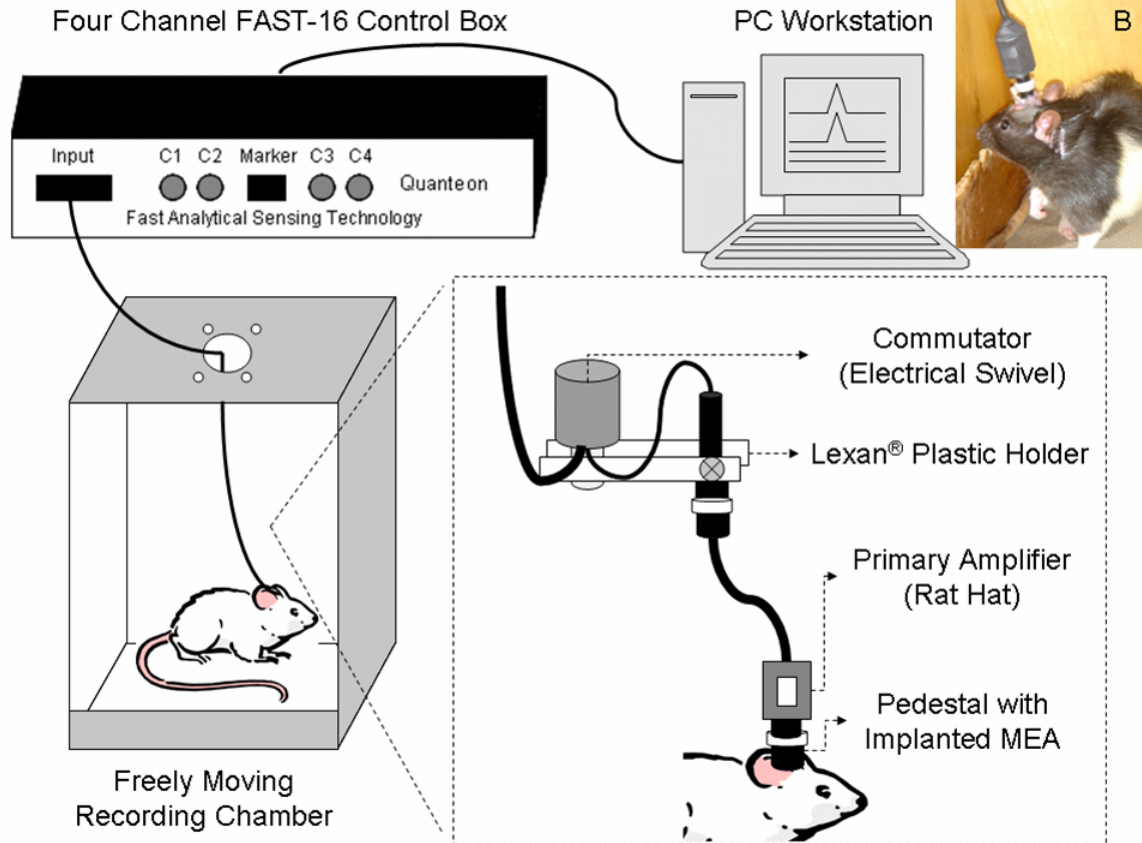 Four Channel FAST-16 Control Box
PC Workstation
B
Input
C1
C2
Marker
C3
C4
Quanteon
Fast Analytical Sensing Technology
Commutator
(Electrical Swivel)
Lexan® Plastic Holder
Primary Amplifier
(Rat Hat)
Pedestal with
Implanted MEA
Freely Moving
Recording Chamber